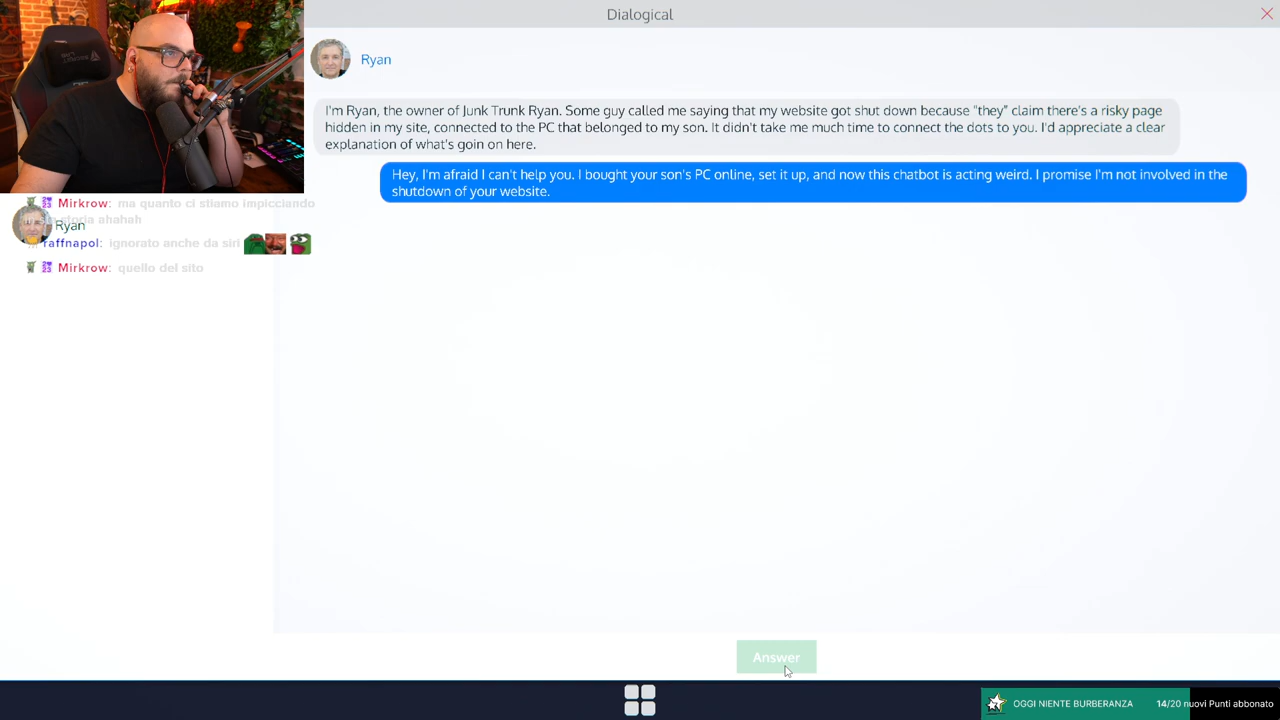 Dialogical
Ryan
I'm Ryan, the owner of Junk Trunk Ryan. Some guy called me saying that my website got shut down because "they" claim there's a risky page
hidden in my site, connected to the PC that belonged to my son. It didn't take me much time to connect the dots to you. I'd appreciate a clear
explanation of what's goin on here.
Hey, I'm afraid I can't help you. I bought your son's PC online, set it up, and now this chatbot is acting weird. I promise I'm not involved in the
shutdown of your website.
Mirkrow: ma quanto ci stiamo impicciando
storia ahahah
Ryan
raffnapol: ignorato anche da siri
Mirkrow: quello del sito
Answer
OGGI NIENTE BURBERANZA 14/20 nuovi Punti abbonato